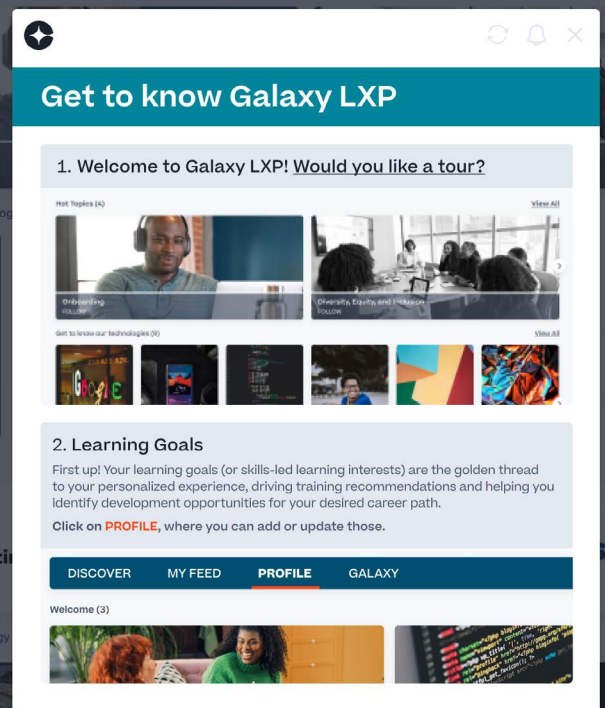 Get to know Galaxy LXP
1. Welcome to Galaxy LXP! Would you like a tour?
Hot Topics (4)
View All
Onboarding
FOLLOW
Diversity, Equity, and Inclusion
FOLLOW
Get to know our technologies (9)
View All
Google
2. Learning Goals
First up! Your learning goals (or skills-led learning interests) are the golden thread
to your personalized experience, driving training recommendations and helping you
identify development opportunities for your desired career path.
Click on PROFILE, where you can add or update those.
DISCOVER
MY FEED
PROFILE
GALAXY
Welcome (3)